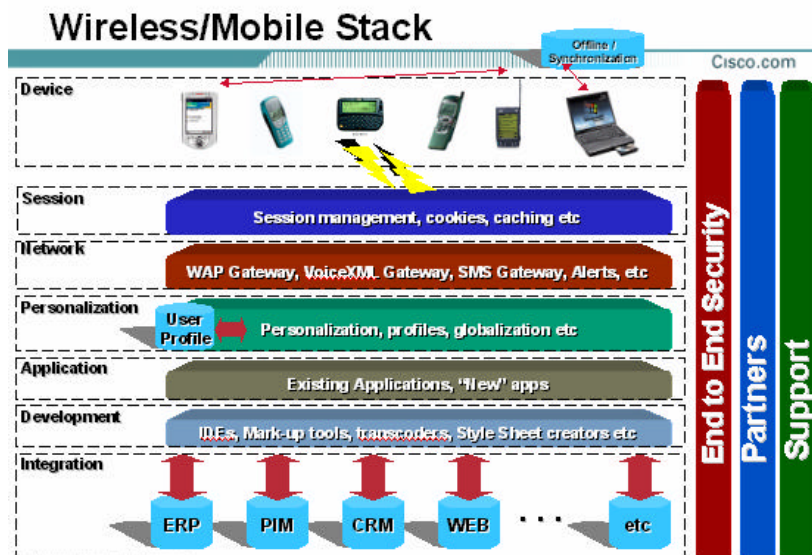 Wireless/Mobile Stack
Offline /
Synchronization
Cisco.com
Device
Session
Session management, cookies, caching etc
Network
WAP Gateway, VoiceXML Gateway, SMS Gateway, Alerts, etc
Personalization
User
Profile
Personalization, profiles, globalization etc
Application
Existing Applications, “New” apps
Development
IDEs, Mark-up tools, transcoders, Style Sheet creators etc
Integration
ERP
PIM
CRM
WEB
. . .
etc
End to End Security
Partners
Support